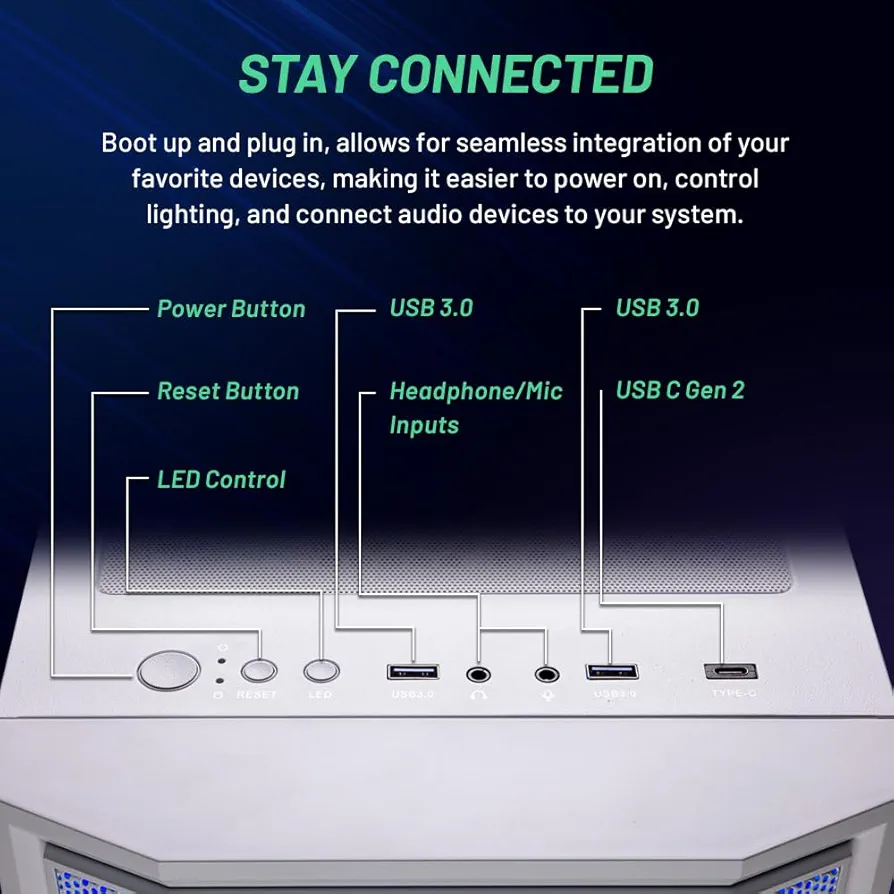 STAY CONNECTED
Boot up and plug in, allows for seamless integration of your
favorite devices, making it easier to power on, control
lighting, and connect audio devices to your system.
Power Button
USB 3.0
USB 3.0
Reset Button
Headphone/Mic
Inputs
USB C Gen 2
LED Control
RESET
LED
USB3.0
USB3.0
TYPE-C